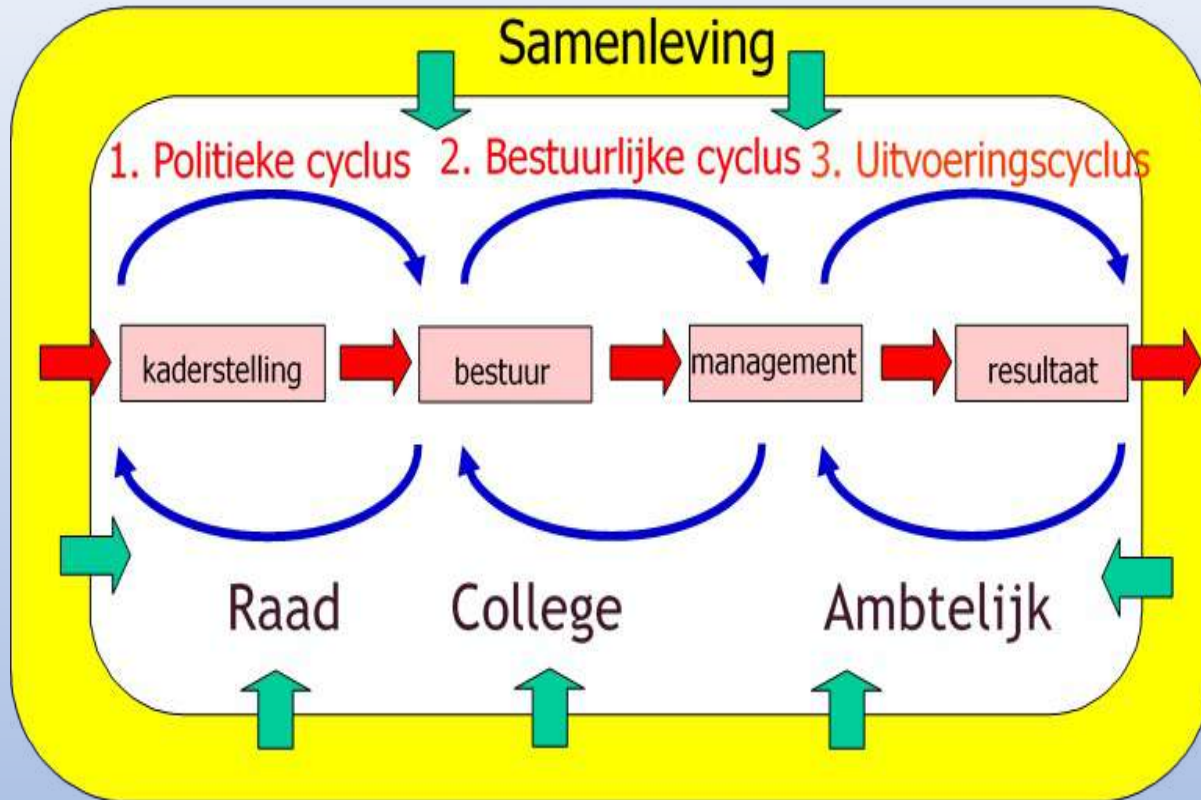 Samenleving
1. Politieke cyclus
2. Bestuurlijke cyclus
3. Uitvoeringscyclus
kaderstelling
bestuur
management
resultaat
Raad
College
Ambtelijk